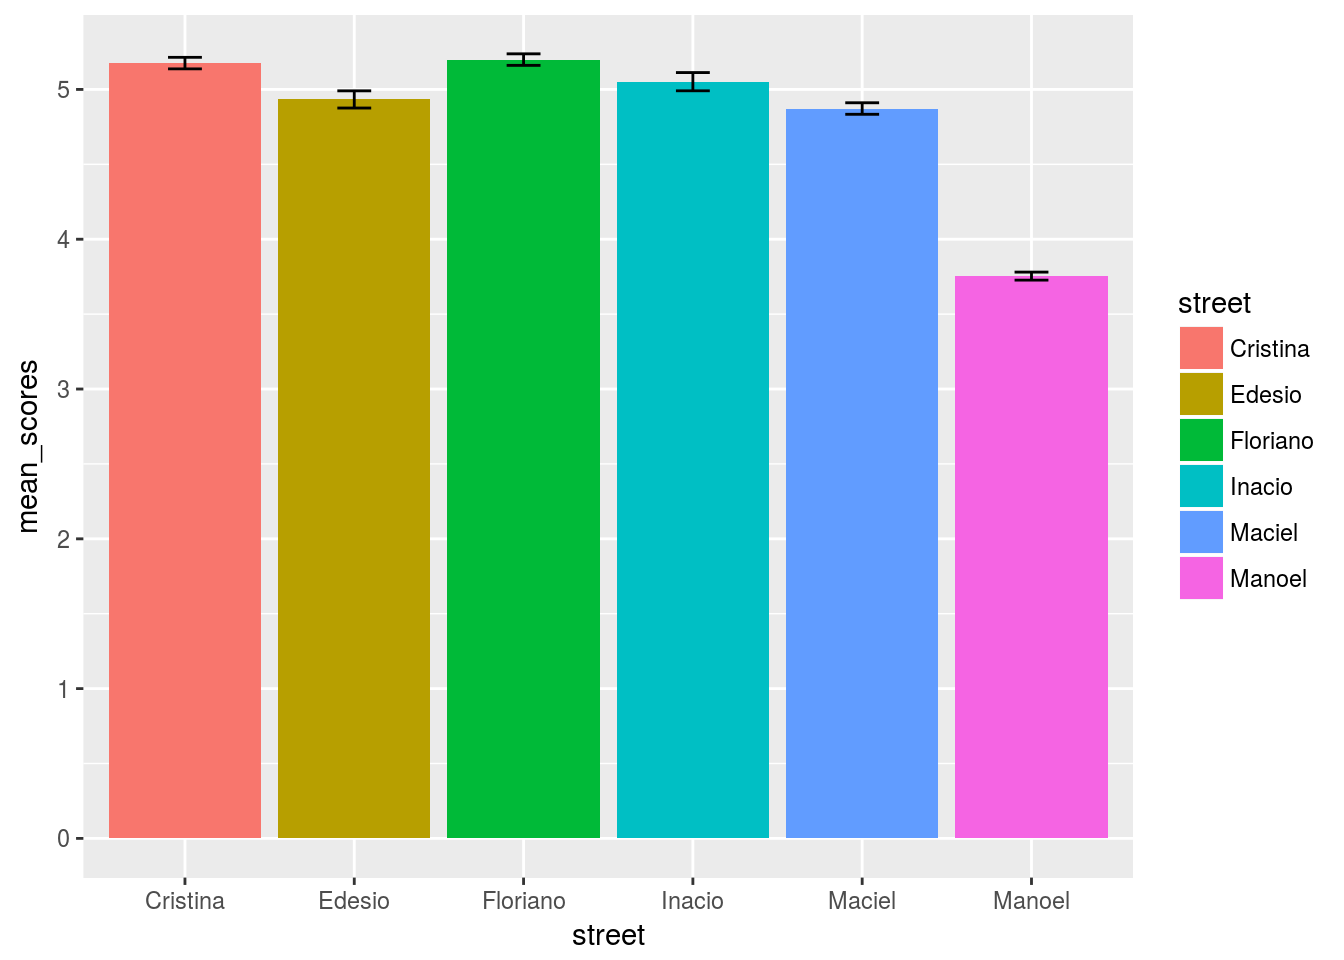 mean_scores
5
4
3
2
1
0
Cristina
Edesio
Floriano
Inacio
Maciel
Manoel
street
street
Cristina
Edesio
Floriano
Inacio
Maciel
Manoel